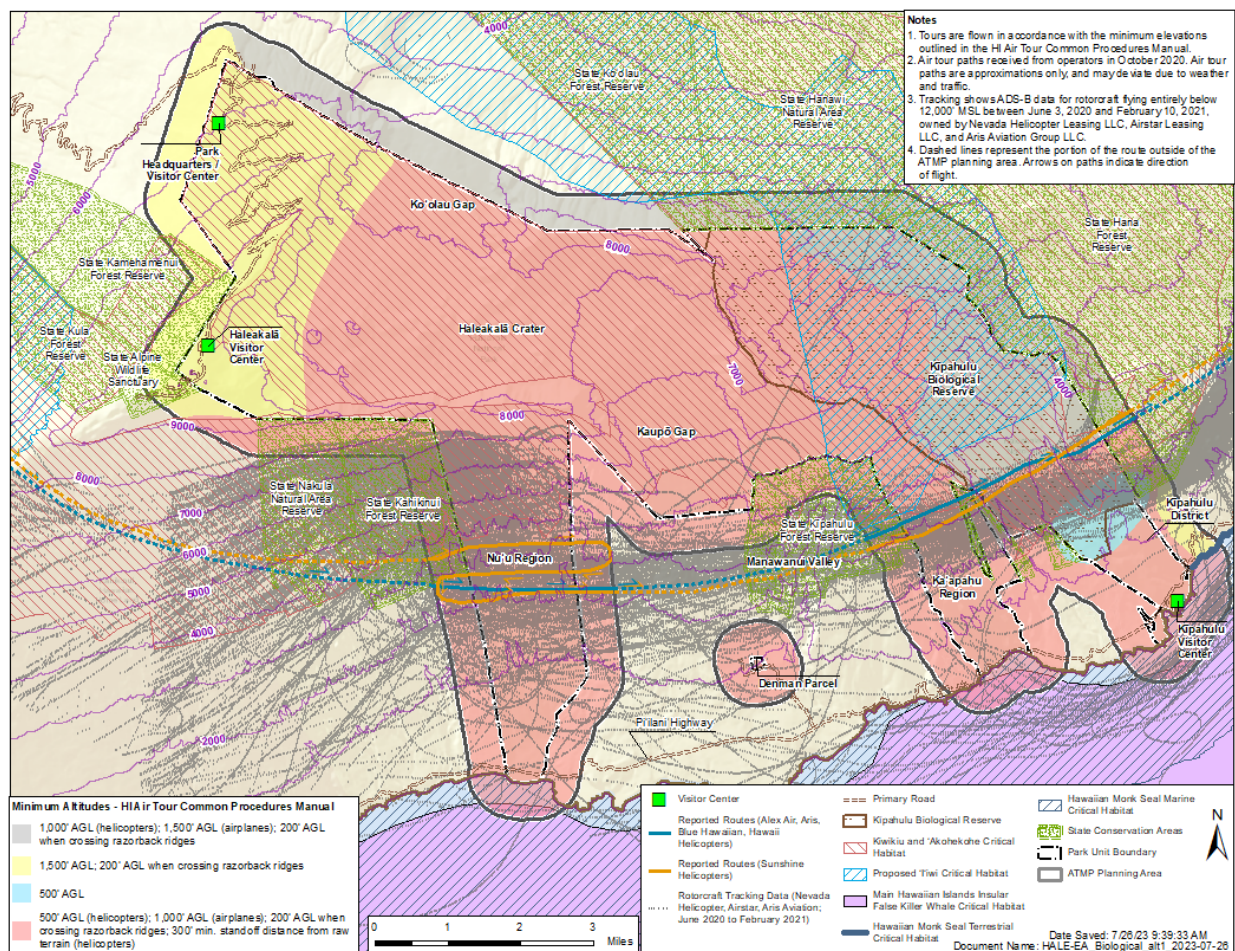 Notes
1. Tours are flown in accordance with the minimum elevations
outlined in the HI Air Tour Common Procedures Manual.
2. Air tour paths received from operators in October 2020. Air tour
paths are approximations only, and may deviate due to weather
and traffic.
3. Tracking shows ADS-B data for rotorcraft flying entirely below
12,000' MSL between June 3, 2020 and February 10, 2021,
owned by Nevada Helicopter Leasing LLC, Airstar Leasing
LLC, and Aris Aviation Group LLC.
4. Dashed lines represent the portion of the route outside of the
ATMP planning area. Arrows on paths indicate direction
of flight.
4000
State Ko'olau
Forest Reserve
State Hanawi
Natural Area
Reserve
5000
6000
Park
Headquarters /
Visitor Center
Ko'olau Gap
8000
State Hana
Forest
Reserve
State Kamehamenui
Forest Reserve
State Kula
Forest
Reserve
State Alpine
Wildlife
Sanctuary
Haleakalā
Visitor
Center
Haleakalā Crater
7000
Kīpahulu
Biological
Reserve
4000
9000
8000
Kaupō Gap
8000
7000
6000
5000
4000
2000
State Nakula
Natural Area
Reserve
State Kahikinui
Forest Reserve
Nu'u Region
State Kīpahulu
Forest Reserve
Manawainui Valley
Kīpahulu
District
Ka'āpahu
Region
Kīpahulu
Visitor
Center
Denman Parcel
Pi'ilani Highway
Minimum Altitudes - HI Air Tour Common Procedures Manual
1,000' AGL (helicopters); 1,500' AGL (airplanes); 200' AGL
when crossing razorback ridges
1,500' AGL; 200' AGL when crossing razorback ridges
500' AGL
500' AGL (helicopters); 1,000' AGL (airplanes); 200' AGL when
crossing razorback ridges; 300' min. standoff distance from raw
terrain (helicopters)
0 1 2 3
Miles
Visitor Center
Reported Routes (Alex Air, Aris,
Blue Hawaiian, Hawaii
Helicopters)
Reported Routes (Sunshine
Helicopters)
Rotorcraft Tracking Data (Nevada
Helicopter, Airstar, Aris Aviation;
June 2020 to February 2021)
Primary Road
Kipahulu Biological Reserve
Kiwikiu and 'Akohekohe Critical
Habitat
Proposed 'I'iwi Critical Habitat
Main Hawaiian Islands Insular
False Killer Whale Critical Habitat
Hawaiian Monk Seal Terrestrial
Critical Habitat
Hawaiian Monk Seal Marine
Critical Habitat
State Conservation Areas
Park Unit Boundary
ATMP Planning Area
N
Date Saved: 7/26/23 9:39:33 AM
Document Name: HALE-EA_Biological_alt1_2023-07-26